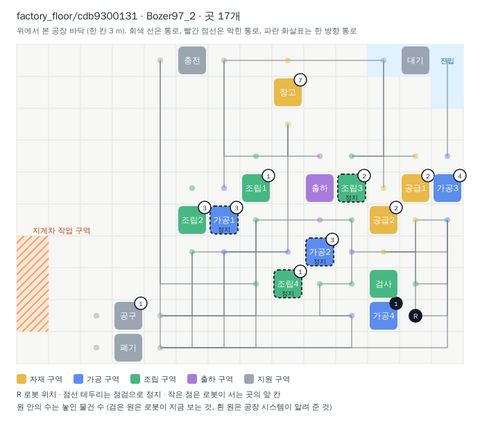 factory_floor/cdb9300131 · Bozer97_2 · 곳 17개
위에서 본 공장 바닥 (한 칸 3 m). 회색 선은 통로, 빨간 점선은 막힌 통로, 파란 화살표는 한 방향 통로
충전
대기
진입
창고 7
조립1 1
출하
조립3 2
정지
공급1 2
가공3 4
조립2 3
가공1 3
정지
공급2 2
지게차 작업 구역
가공2 3
정지
조립4 1
정지
검사
공구 1
가공4 1
R
폐기
자재 구역
가공 구역
조립 구역
출하 구역
지원 구역
R 로봇 위치 · 점선 테두리는 점검으로 정지 · 작은 점은 로봇이 서는 곳의 앞 칸
원 안의 수는 놓인 물건 수 (검은 원은 로봇이 지금 보는 것, 흰 원은 공장 시스템이 알려 준 것)